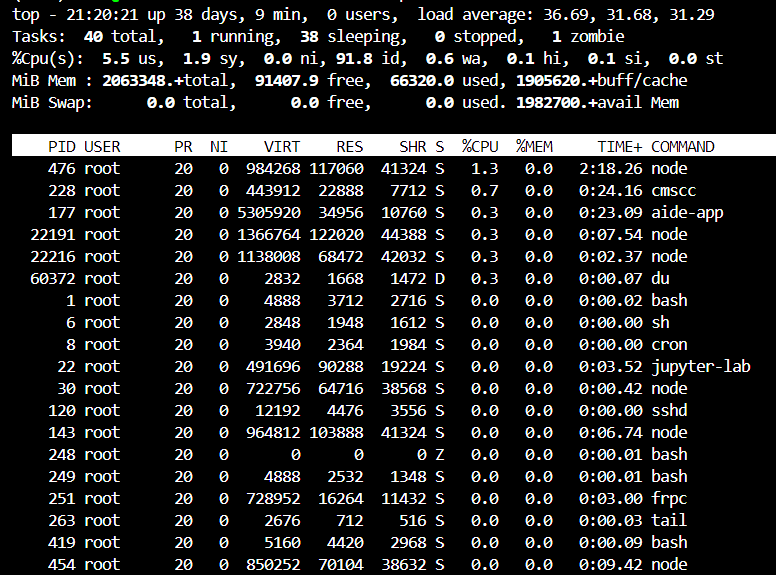 top - 21:20:21 up 38 days, 9 min,  0 users,  load average: 36.69, 31.68, 31.29
Tasks:  40 total,   1 running,  38 sleeping,   0 stopped,   1 zombie
%Cpu(s):  5.5 us,  1.9 sy,  0.0 ni, 91.8 id,  0.6 wa,  0.1 hi,  0.1 si,  0.0 st
MiB Mem : 2063348.+total,  91407.9 free,  66320.0 used, 1905620.+buff/cache
MiB Swap:      0.0 total,      0.0 free,      0.0 used. 1982700.+avail Mem
PID USER      PR  NI    VIRT    RES    SHR S  %CPU  %MEM     TIME+ COMMAND
476 root      20   0  984268 117060  41324 S   1.3   0.0   2:18.26 node
228 root      20   0  443912  22888   7712 S   0.7   0.0   0:24.16 cmscc
177 root      20   0 5305920  34956  10760 S   0.3   0.0   0:23.09 aide-app
22191 root      20   0 1366764 122020  44388 S   0.3   0.0   0:07.54 node
22216 root      20   0 1138008  68472  42032 S   0.3   0.0   0:02.37 node
60372 root      20   0    2832   1668   1472 D   0.3   0.0   0:00.07 du
1 root      20   0    4888   3712   2716 S   0.0   0.0   0:00.02 bash
6 root      20   0    2848   1948   1612 S   0.0   0.0   0:00.00 sh
8 root      20   0    3940   2364   1984 S   0.0   0.0   0:00.00 cron
22 root      20   0  491696  90288  19224 S   0.0   0.0   0:03.52 jupyter-lab
30 root      20   0  722756  64716  38568 S   0.0   0.0   0:00.42 node
120 root      20   0   12192   4476   3556 S   0.0   0.0   0:00.00 sshd
143 root      20   0  964812 103888  41324 S   0.0   0.0   0:06.74 node
248 root      20   0       0      0      0 Z   0.0   0.0   0:00.01 bash
249 root      20   0    4888   2532   1348 S   0.0   0.0   0:00.01 bash
251 root      20   0  728952  16264  11432 S   0.0   0.0   0:03.00 frpc
263 root      20   0    2676    712    516 S   0.0   0.0   0:00.03 tail
419 root      20   0    5160   4420   2968 S   0.0   0.0   0:00.09 bash
454 root      20   0  850252  70104  38632 S   0.0   0.0   0:09.42 node